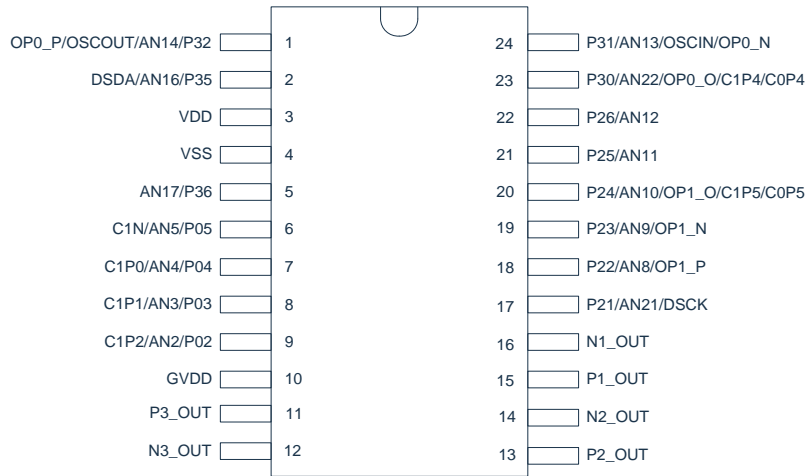 OP0_P/OSCOUT/AN14/P32 1 24 P31/AN13/OSCIN/OP0_N
DSDA/AN16/P35 2 23 P30/AN22/OP0_O/C1P4/C0P4
VDD 3 22 P26/AN12
VSS 4 21 P25/AN11
AN17/P36 5 20 P24/AN10/OP1_O/C1P5/C0P5
C1N/AN5/P05 6 19 P23/AN9/OP1_N
C1P0/AN4/P04 7 18 P22/AN8/OP1_P
C1P1/AN3/P03 8 17 P21/AN21/DSCK
C1P2/AN2/P02 9 16 N1_OUT
GVDD 10 15 P1_OUT
P3_OUT 11 14 N2_OUT
N3_OUT 12 13 P2_OUT